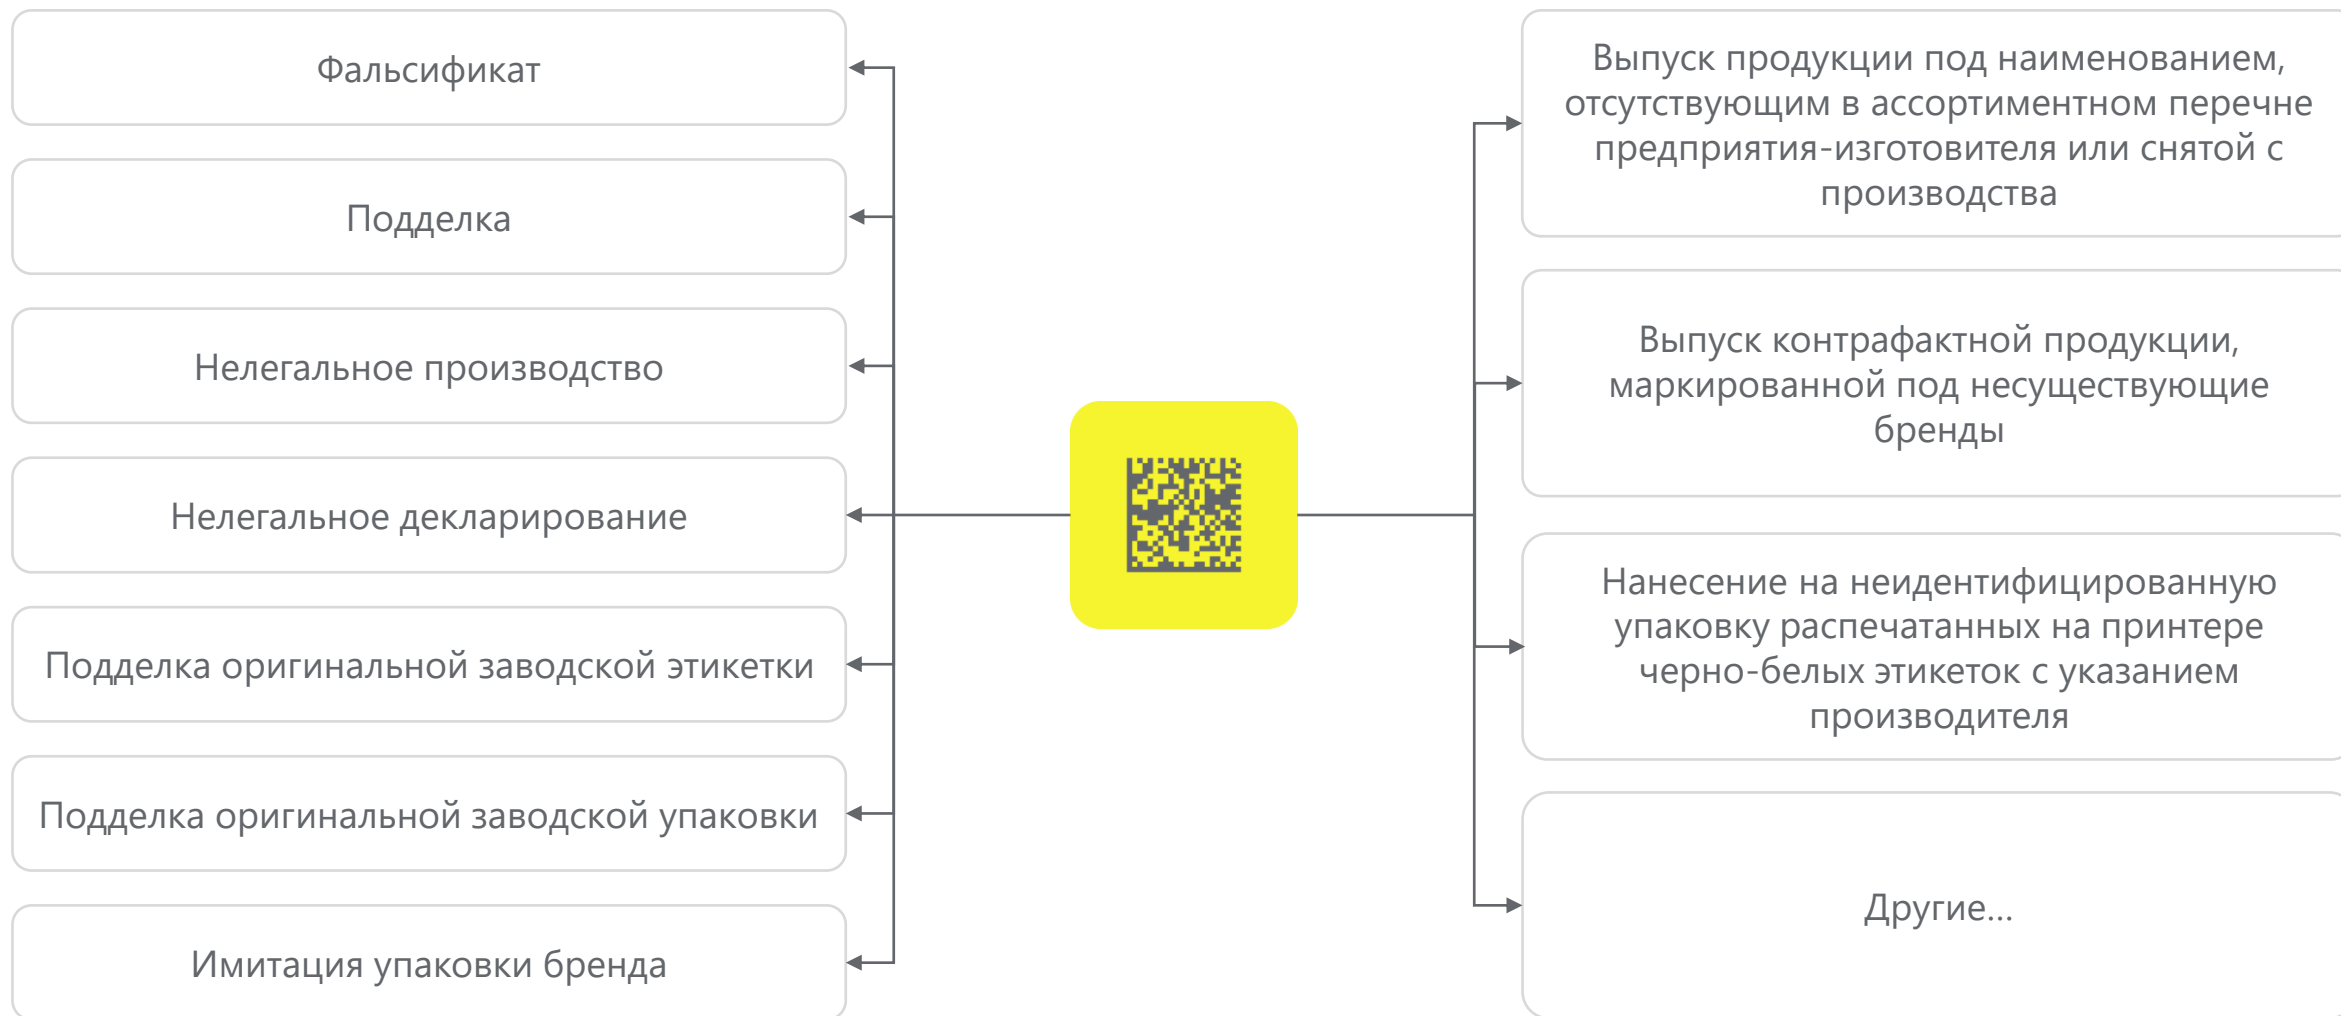 Фальсификат
Подделка
Нелегальное производство
Нелегальное декларирование
Подделка оригинальной заводской этикетки
Подделка оригинальной заводской упаковки
Имитация упаковки бренда
Выпуск продукции под наименованием,
отсутствующим в ассортиментном перечне
предприятия-изготовителя или снятой с
производства
Выпуск контрафактной продукции,
маркированной под несуществующие
бренды
Нанесение на неидентифицированную
упаковку распечатанных на принтере
черно-белых этикеток с указанием
производителя
Другие...